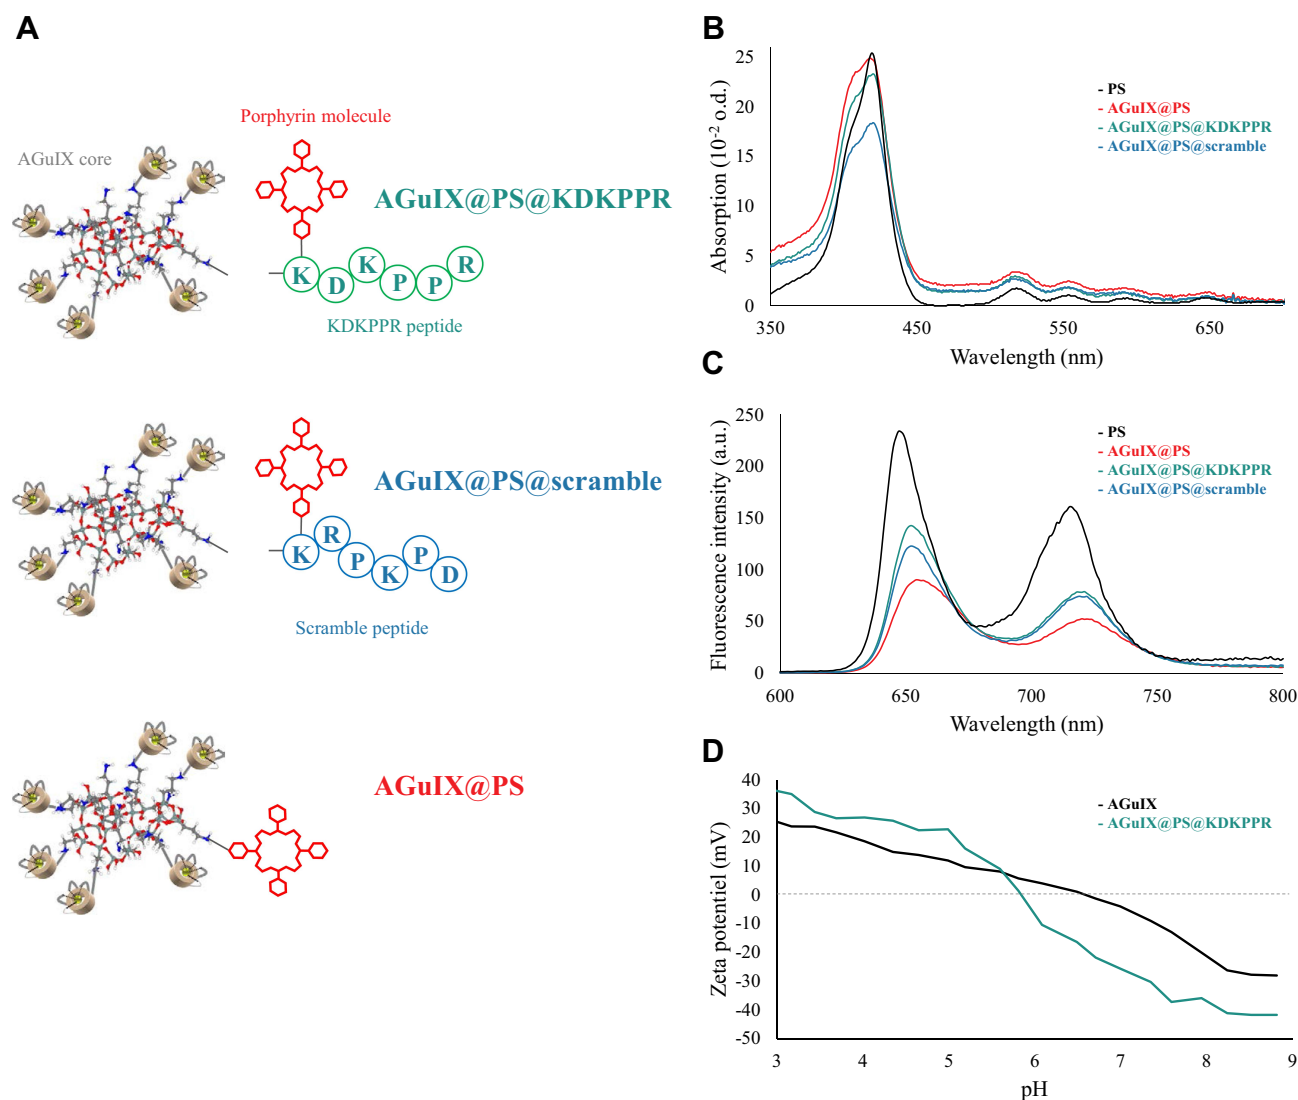 A
Porphyrin molecule
AGuIX core
AGuIX@PS@KDKPPR
K D K P P R
KDKPPR peptide
AGuIX@PS@scramble
K R P K P D
Scramble peptide
AGuIX@PS
B
25
20
15
10
5
0
Absorption (10⁻² o.d.)
350 450 550 650
Wavelength (nm)
- PS
- AGuIX@PS
- AGuIX@PS@KDKPPR
- AGuIX@PS@scramble
C
250
200
150
100
50
0
Fluorescence intensity (a.u.)
600 650 700 750 800
Wavelength (nm)
- PS
- AGuIX@PS
- AGuIX@PS@KDKPPR
- AGuIX@PS@scramble
D
40
30
20
10
0
-10
-20
-30
-40
-50
Zeta potentiel (mV)
3 4 5 6 7 8 9
pH
- AGuIX
- AGuIX@PS@KDKPPR